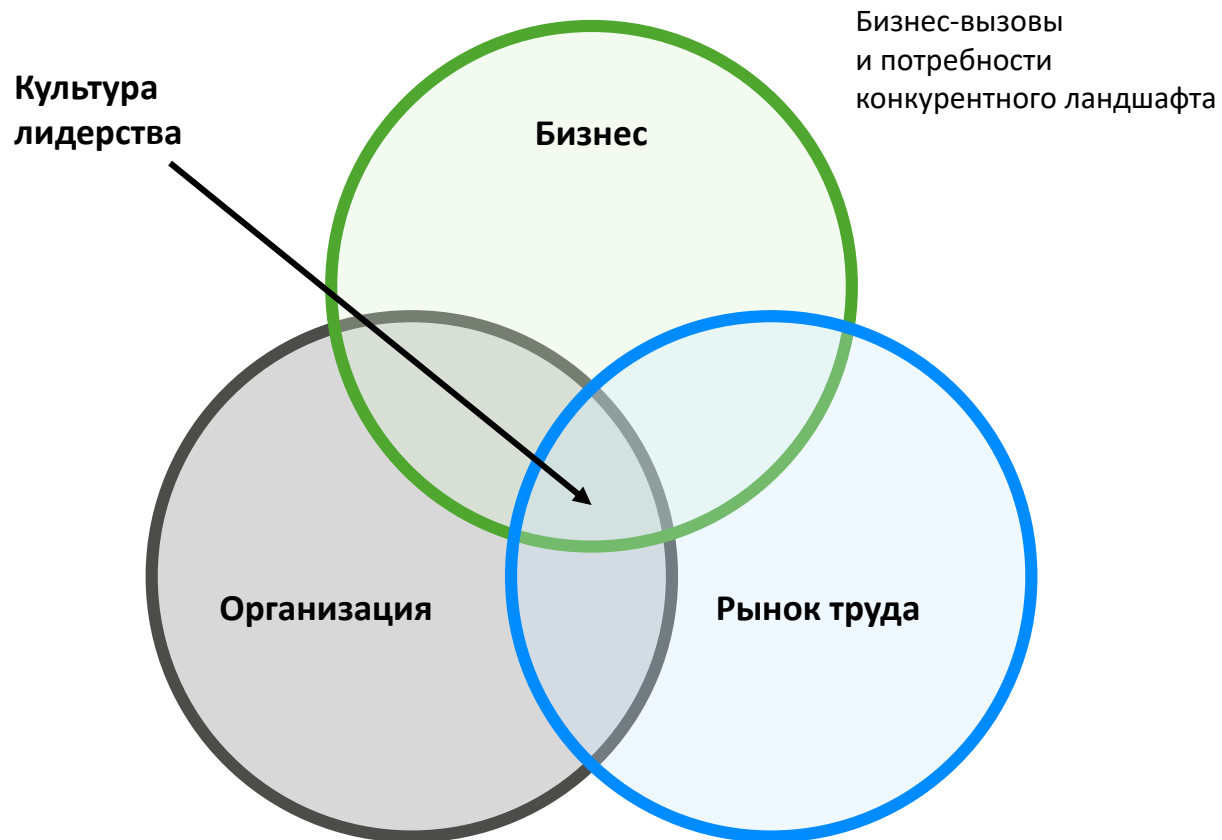 Бизнес-вызовы
и потребности
конкурентного ландшафта
Культура
лидерства
Бизнес
Организация
Рынок труда